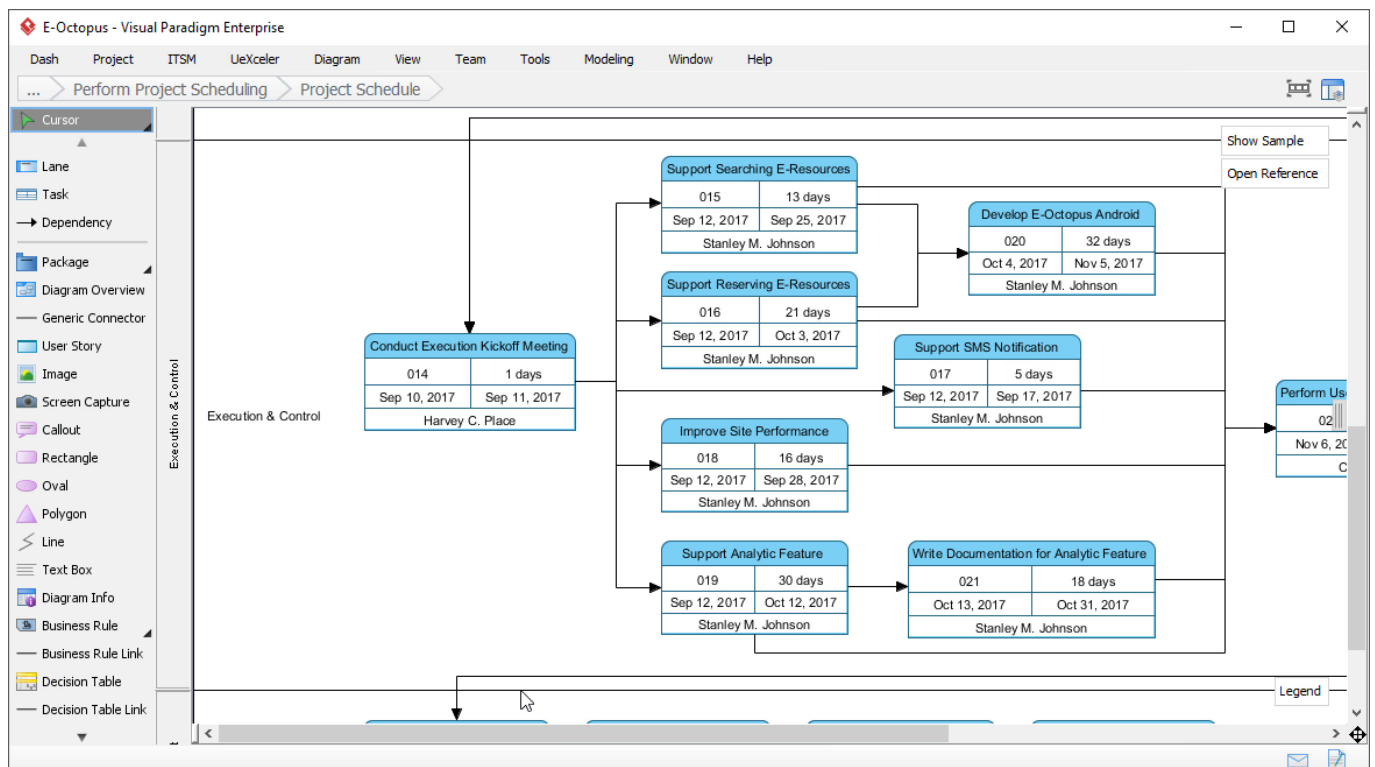 E-Octopus - Visual Paradigm Enterprise
Dash Project ITSM UeXceler Diagram View Team Tools Modeling Window Help
... Perform Project Scheduling Project Schedule
Cursor
Lane
Task
Dependency
Package
Diagram Overview
Generic Connector
User Story
Image
Screen Capture
Callout
Rectangle
Oval
Polygon
Line
Text Box
Diagram Info
Business Rule
Business Rule Link
Decision Table
Decision Table Link
Execution & Control
Execution & Control
Conduct Execution Kickoff Meeting
014 1 days
Sep 10, 2017 Sep 11, 2017
Harvey C. Place
Support Searching E-Resources
015 13 days
Sep 12, 2017 Sep 25, 2017
Stanley M. Johnson
Support Reserving E-Resources
016 21 days
Sep 12, 2017 Oct 3, 2017
Stanley M. Johnson
Develop E-Octopus Android
020 32 days
Oct 4, 2017 Nov 5, 2017
Stanley M. Johnson
Support SMS Notification
017 5 days
Sep 12, 2017 Sep 17, 2017
Stanley M. Johnson
Improve Site Performance
018 16 days
Sep 12, 2017 Sep 28, 2017
Stanley M. Johnson
Support Analytic Feature
019 30 days
Sep 12, 2017 Oct 12, 2017
Stanley M. Johnson
Write Documentation for Analytic Feature
021 18 days
Oct 13, 2017 Oct 31, 2017
Stanley M. Johnson
Perform
Nov 6,
Show Sample
Open Reference
Legend